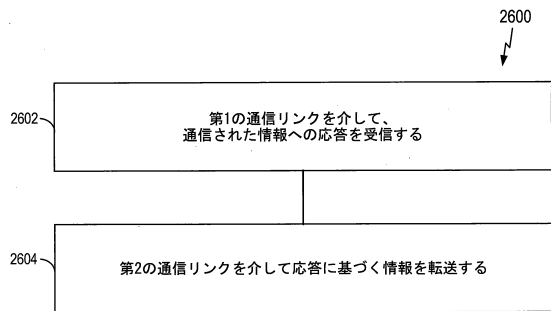 2600
2602
第1の通信リンクを介して、
通信された情報への応答を受信する
2604
第2の通信リンクを介して応答に基づく情報を転送する